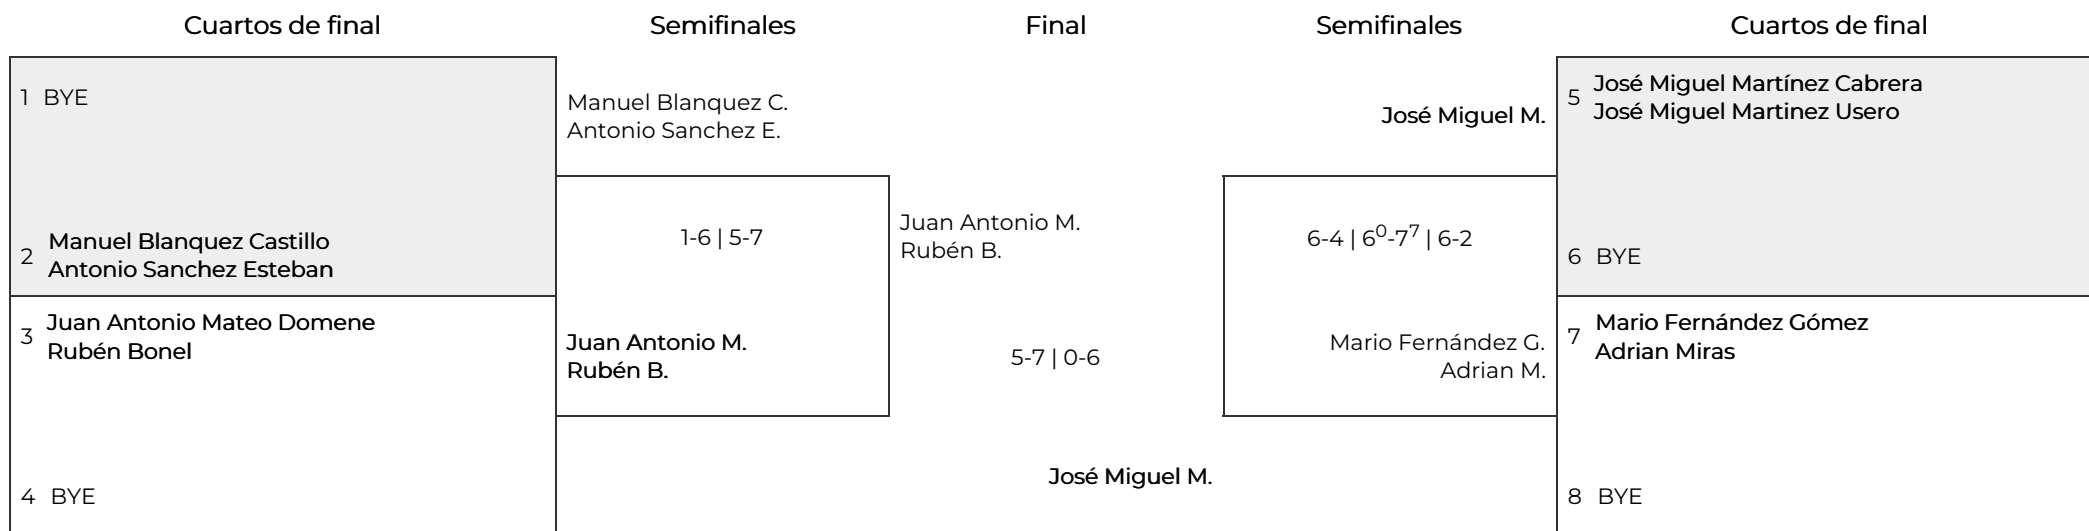 Cuartos de final
Semifinales
Final
Semifinales
Cuartos de final
1 BYE
2 Manuel Blanquez Castillo
Antonio Sanchez Esteban
3 Juan Antonio Mateo Domene
Rubén Bonel
4 BYE
Manuel Blanquez C.
Antonio Sanchez E.
1-6 | 5-7
Juan Antonio M.
Rubén B.
Juan Antonio M.
Rubén B.
5-7 | 0-6
José Miguel M.
José Miguel M.
6-4 | 6⁰-7⁷ | 6-2
Mario Fernández G.
Adrian M.
5 José Miguel Martínez Cabrera
José Miguel Martinez Usero
6 BYE
7 Mario Fernández Gómez
Adrian Miras
8 BYE